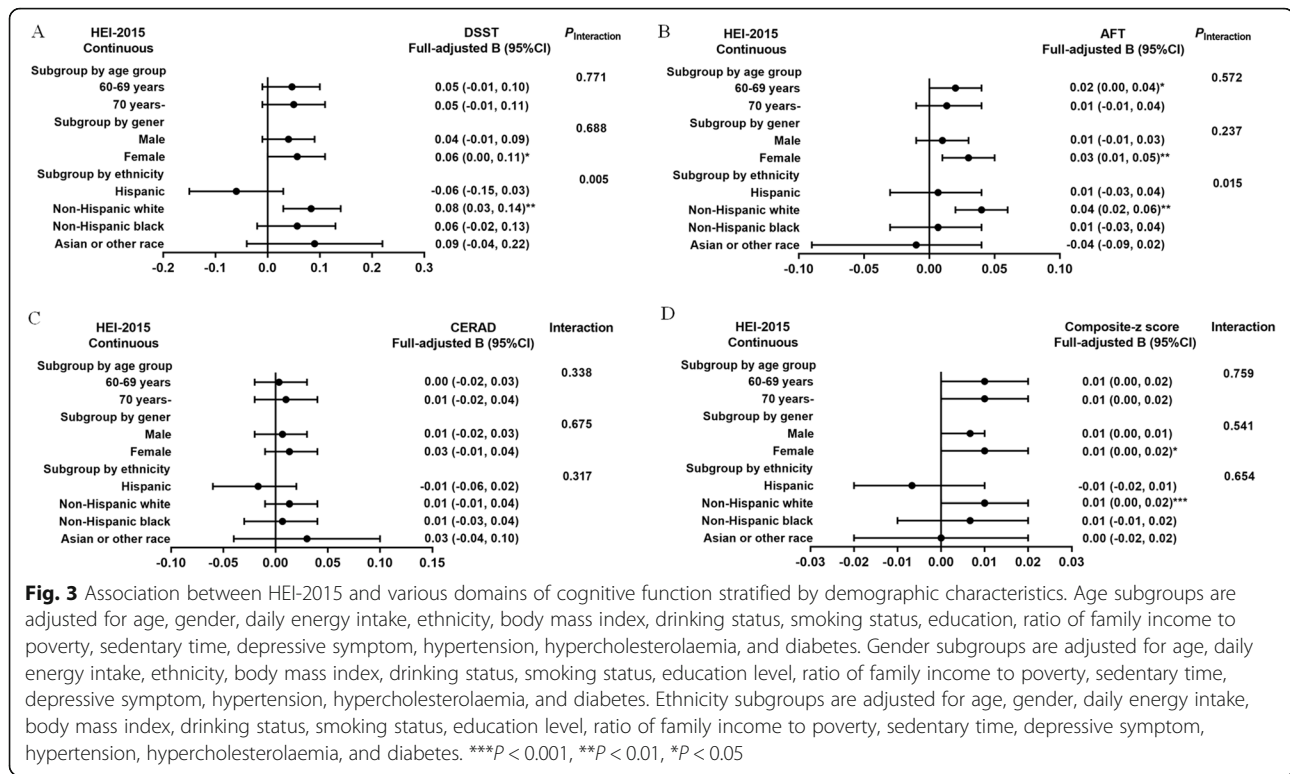 A
HEI-2015 DSST P Interaction
Continuous Full-adjusted B (95%CI)
Subgroup by age group 0.771
60-69 years 0.05 (-0.01, 0.10)
70 years- 0.05 (-0.01, 0.11)
Subgroup by gener 0.688
Male 0.04 (-0.01, 0.09)
Female 0.06 (0.00, 0.11)*
Subgroup by ethnicity 0.005
Hispanic -0.06 (-0.15, 0.03)
Non-Hispanic white 0.08 (0.03, 0.14)**
Non-Hispanic black 0.06 (-0.02, 0.13)
Asian or other race 0.09 (-0.04, 0.22)
-0.2 -0.1 0.0 0.1 0.2 0.3
B
HEI-2015 AFT P Interaction
Continuous Full-adjusted B (95%CI)
Subgroup by age group 0.572
60-69 years 0.02 (0.00, 0.04)*
70 years- 0.01 (-0.01, 0.04)
Subgroup by gener 0.237
Male 0.01 (-0.01, 0.03)
Female 0.03 (0.01, 0.05)**
Subgroup by ethnicity 0.015
Hispanic 0.01 (-0.03, 0.04)
Non-Hispanic white 0.04 (0.02, 0.06)**
Non-Hispanic black 0.01 (-0.03, 0.04)
Asian or other race -0.04 (-0.09, 0.02)
-0.10 -0.05 0.00 0.05 0.10
C
HEI-2015 CERAD Interaction
Continuous Full-adjusted B (95%CI)
Subgroup by age group 0.338
60-69 years 0.00 (-0.02, 0.03)
70 years- 0.01 (-0.02, 0.04)
Subgroup by gener 0.675
Male 0.01 (-0.02, 0.03)
Female 0.03 (-0.01, 0.04)
Subgroup by ethnicity 0.317
Hispanic -0.01 (-0.06, 0.02)
Non-Hispanic white 0.01 (-0.01, 0.04)
Non-Hispanic black 0.01 (-0.03, 0.04)
Asian or other race 0.03 (-0.04, 0.10)
-0.10 -0.05 0.00 0.05 0.10 0.15
D
HEI-2015 Composite-z score Interaction
Continuous Full-adjusted B (95%CI)
Subgroup by age group 0.759
60-69 years 0.01 (0.00, 0.02)
70 years- 0.01 (0.00, 0.02)
Subgroup by gener 0.541
Male 0.01 (0.00, 0.01)
Female 0.01 (0.00, 0.02)*
Subgroup by ethnicity 0.654
Hispanic -0.01 (-0.02, 0.01)
Non-Hispanic white 0.01 (0.00, 0.02)***
Non-Hispanic black 0.01 (-0.01, 0.02)
Asian or other race 0.00 (-0.02, 0.02)
-0.03 -0.02 -0.01 0.00 0.01 0.02 0.03
Fig. 3 Association between HEI-2015 and various domains of cognitive function stratified by demographic characteristics. Age subgroups are
adjusted for age, gender, daily energy intake, ethnicity, body mass index, drinking status, smoking status, education, ratio of family income to
poverty, sedentary time, depressive symptom, hypertension, hypercholesterolaemia, and diabetes. Gender subgroups are adjusted for age, daily
energy intake, ethnicity, body mass index, drinking status, smoking status, education level, ratio of family income to poverty, sedentary time,
depressive symptom, hypertension, hypercholesterolaemia, and diabetes. Ethnicity subgroups are adjusted for age, gender, daily energy intake,
body mass index, drinking status, smoking status, education level, ratio of family income to poverty, sedentary time, depressive symptom,
hypertension, hypercholesterolaemia, and diabetes. ***P < 0.001, **P < 0.01, *P < 0.05